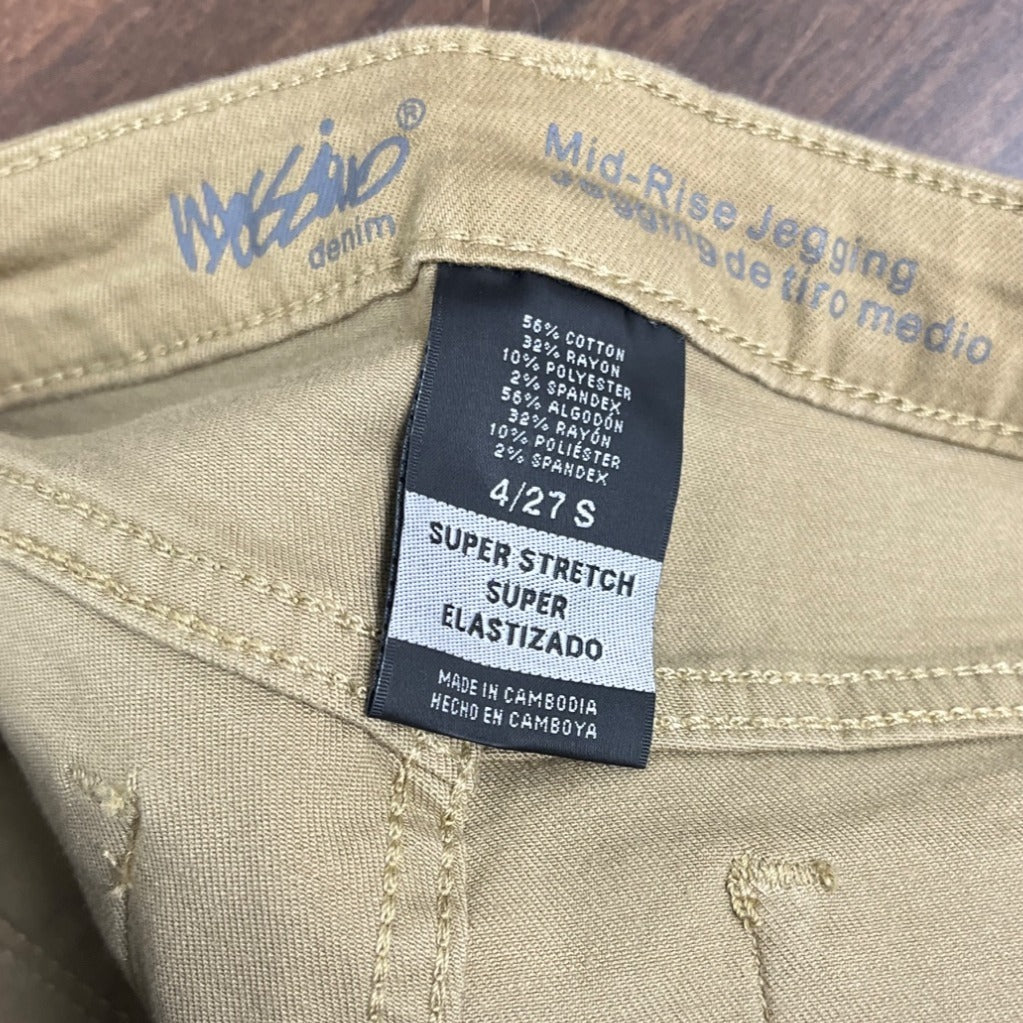 Mossimo®
denim
Mid-Rise Jegging
Jegging de tiro medio
56% COTTON
32% RAYON
10% POLYESTER
2% SPANDEX
56% ALGODÓN
32% RAYÓN
10% POLIÉSTER
2% SPANDEX
4/27 S
SUPER STRETCH
SUPER
ELASTIZADO
MADE IN CAMBODIA
HECHO EN CAMBOYA